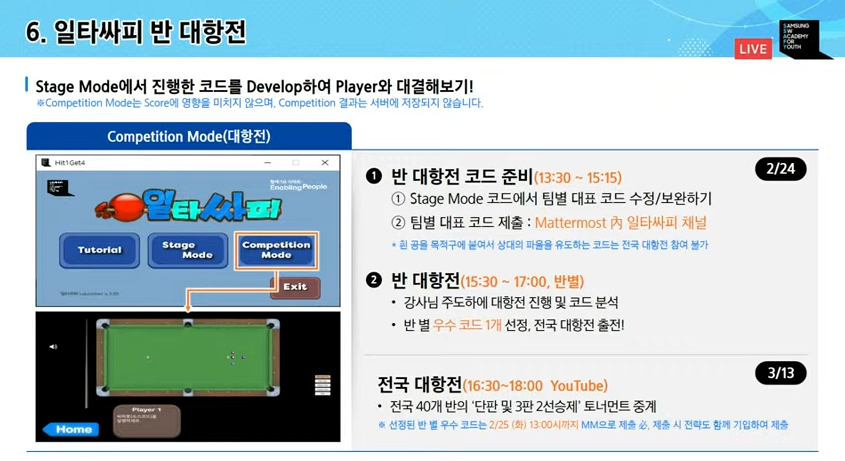 6. 일타싸피 반 대항전
LIVE
SAMSUNG
SW
ACADEMY
FOR
YOUTH
Stage Mode에서 진행한 코드를 Develop하여 Player와 대결해보기!
※Competition Mode는 Score에 영향을 미치지 않으며, Competition 결과는 서버에 저장되지 않습니다.
Competition Mode(대항전)
Hit1Get4
함께가요 미래로!
Enabling People
일타싸피
Tutorial
Stage
Mode
Competition
Mode
Exit
Player 1
Home
2/24
❶ 반 대항전 코드 준비(13:30 ~ 15:15)
① Stage Mode 코드에서 팀별 대표 코드 수정/보완하기
② 팀별 대표 코드 제출 : Mattermost 內 일타싸피 채널
* 흰 공을 목적구에 붙여서 상대의 파울을 유도하는 코드는 전국 대항전 참여 불가
❷ 반 대항전(15:30 ~ 17:00, 반별)
• 강사님 주도하에 대항전 진행 및 코드 분석
• 반 별 우수 코드 1개 선정, 전국 대항전 출전!
3/13
전국 대항전(16:30~18:00 YouTube)
• 전국 40개 반의 '단판 및 3판 2선승제' 토너먼트 중계
※ 선정된 반 별 우수 코드는 2/25 (화) 13:00시까지 MM으로 제출 必, 제출 시 전략도 함께 기입하여 제출